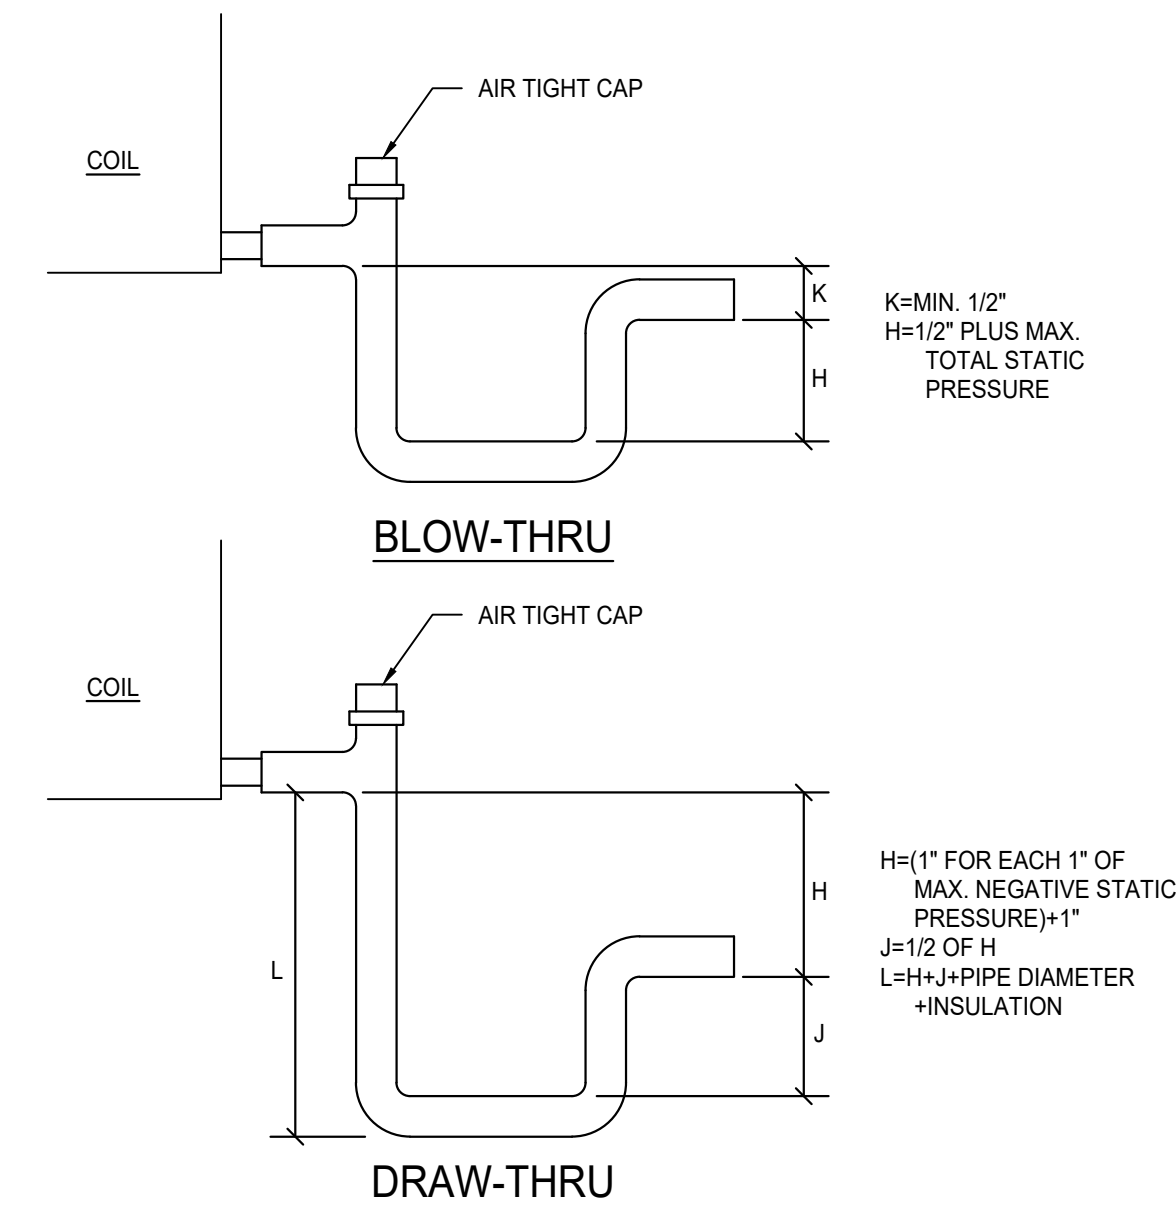 AIR TIGHT CAP
COIL
K
K=MIN. 1/2"
H=1/2" PLUS MAX.
TOTAL STATIC
PRESSURE
H
BLOW-THRU
AIR TIGHT CAP
COIL
H
H=(1" FOR EACH 1" OF
MAX. NEGATIVE STATIC
PRESSURE)+1"
J=1/2 OF H
L=H+J+PIPE DIAMETER
+INSULATION
L
J
DRAW-THRU